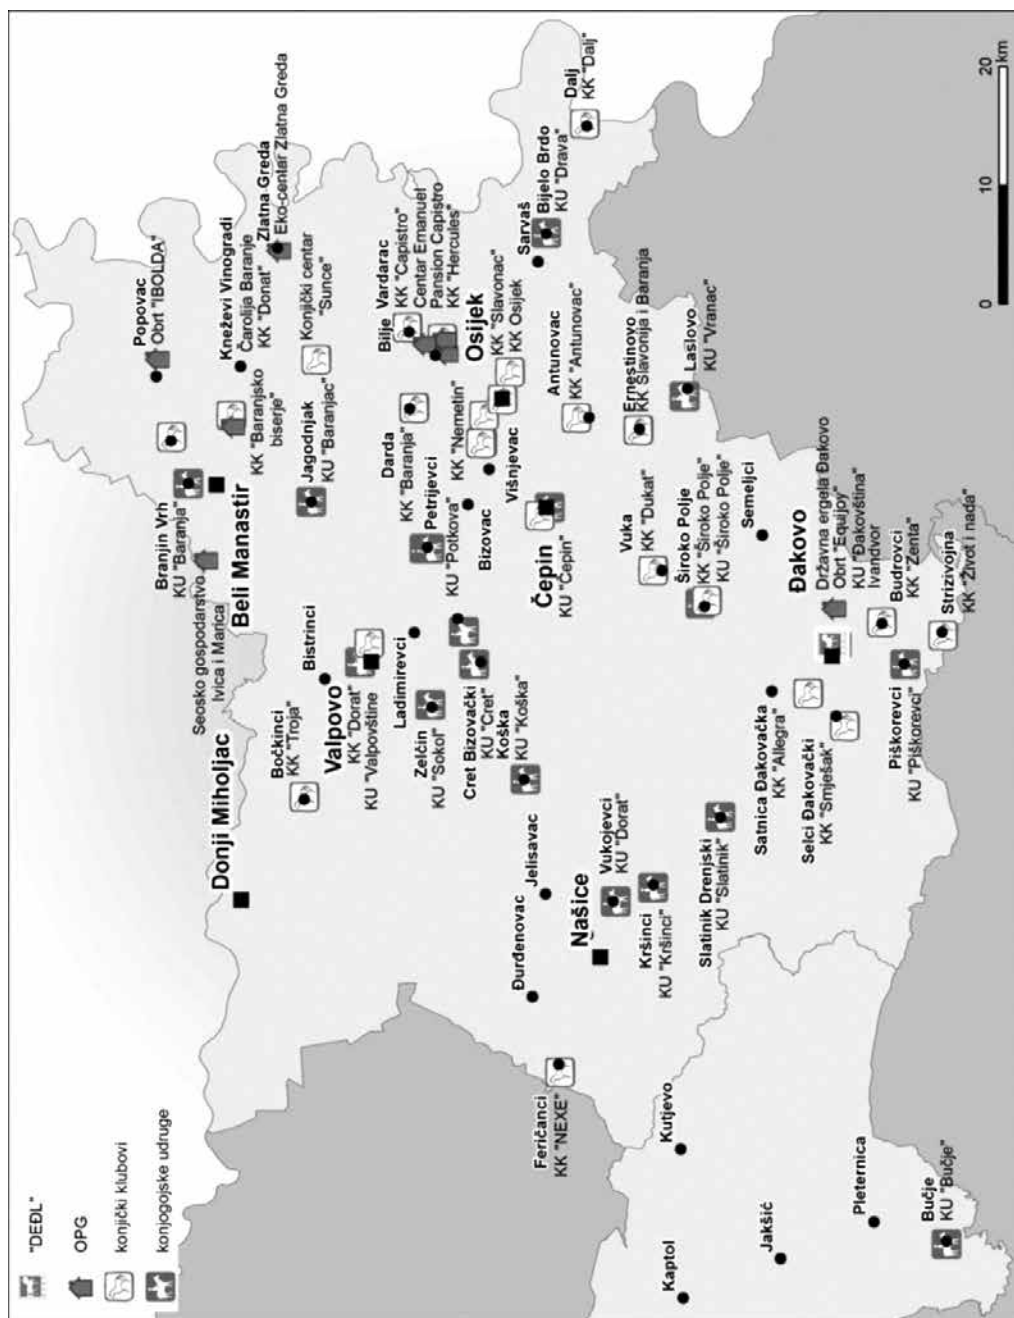 "DEĐL"
OPG
konjički klubovi
konjogojske udruge
Popovac
Obrt "IBOLDA"
Kneževi Vinogradi
Čarolija Baranje
KK "Donat"
Zlatna Greda
Eko-centar Zlatna Greda
Branjin Vrh
KU "Baranja"
Seosko gospodarstvo
Ivica i Marica
Beli Manastir
KK "Baranjsko
biserje"
Konjički centar
"Sunce"
Jagodnjak
KU "Baranjac"
Donji Miholjac
Bočkinci
KK "Troja"
Bistrinci
Valpovo
KK "Dorat"
KU "Valpovštine
Ladimirevci
Zelčin
KU "Sokol"
Cret Bizovački
KU "Cret"
Koška
KU "Koška"
Darda
KK "Baranja"
Petrijevci
KU "Potkova"
Bizovac
Bilje
Vardarac
KK "Capistro"
Centar Emanuel
Pansion Capistro
KK "Hercules"
Osijek
KK "Slavonac"
KK Osijek
KK "Nemetin"
Višnjevac
Čepin
KU "Čepin"
Sarvaš
Bijelo Brdo
KU "Drava"
Dalj
KK "Dalj"
Antunovac
KK "Antunovac"
Ernestinovo
KK Slavonija i Baranja
Laslovo
KU "Vranac"
Vuka
KK "Dukat"
Široko Polje
KK "Široko Polje"
KU "Široko Polje"
Semeljci
Đakovo
Državna ergela Đakovo
Obrt "Equijoy"
KU "Đakovština"
Ivandvor
Budrovci
KK "Zenta"
Strizivojna
KK "Život i nada"
Piškorevci
KU "Piškorevci"
Satnica Đakovačka
KK "Allegra"
Selci Đakovački
KK "Smješak"
Slatinik Drenjski
KU "Slatinik"
Đurđenovac
Jelisavac
Našice
Vukojevci
KU "Dorat"
Kršinci
KU "Kršinci"
Feričanci
KK "NEXE"
Kutjevo
Kaptol
Jakšić
Pleternica
Bučje
KU "Bučje"
0 10 20
km